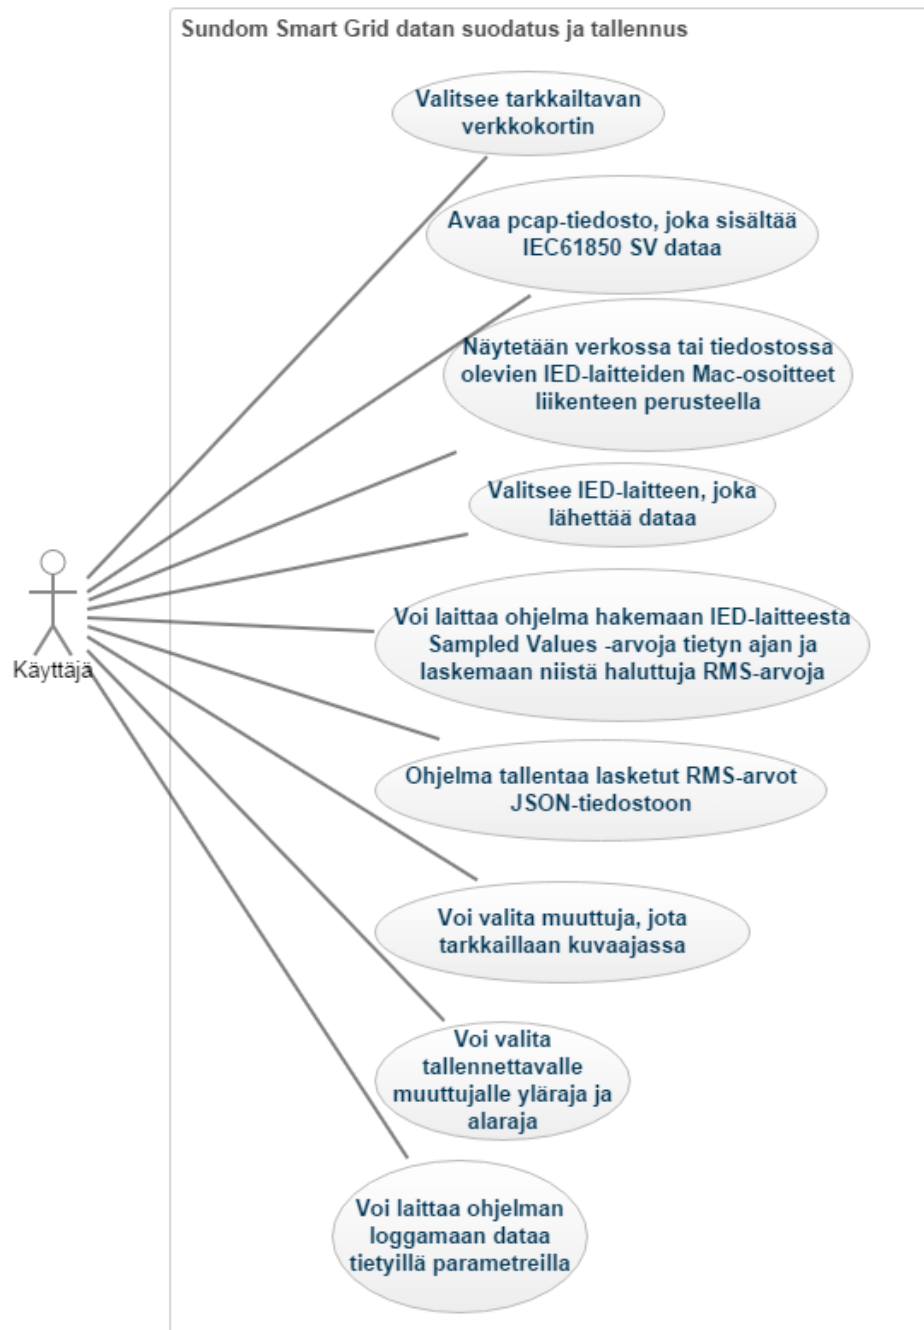 Sundom Smart Grid datan suodatus ja tallennus
Valitsee tarkkailtavan
verkkokortin
Avaa pcap-tiedosto, joka sisältää
IEC61850 SV dataa
Näytetään verkossa tai tiedostossa
olevien IED-laitteiden Mac-osoitteet
liikenteen perusteella
Valitsee IED-laitteen, joka
lähettää dataa
Voi laittaa ohjelma hakemaan IED-laitteesta
Sampled Values -arvoja tietyn ajan ja
laskemaan niistä haluttuja RMS-arvoja
Käyttäjä
Ohjelma tallentaa lasketut RMS-arvot
JSON-tiedostoon
Voi valita muuttuja, jota
tarkkaillaan kuvaajassa
Voi valita
tallennettavalle
muuttujalle yläraja ja
alaraja
Voi laittaa ohjelman
loggamaan dataa
tietyillä parametreilla